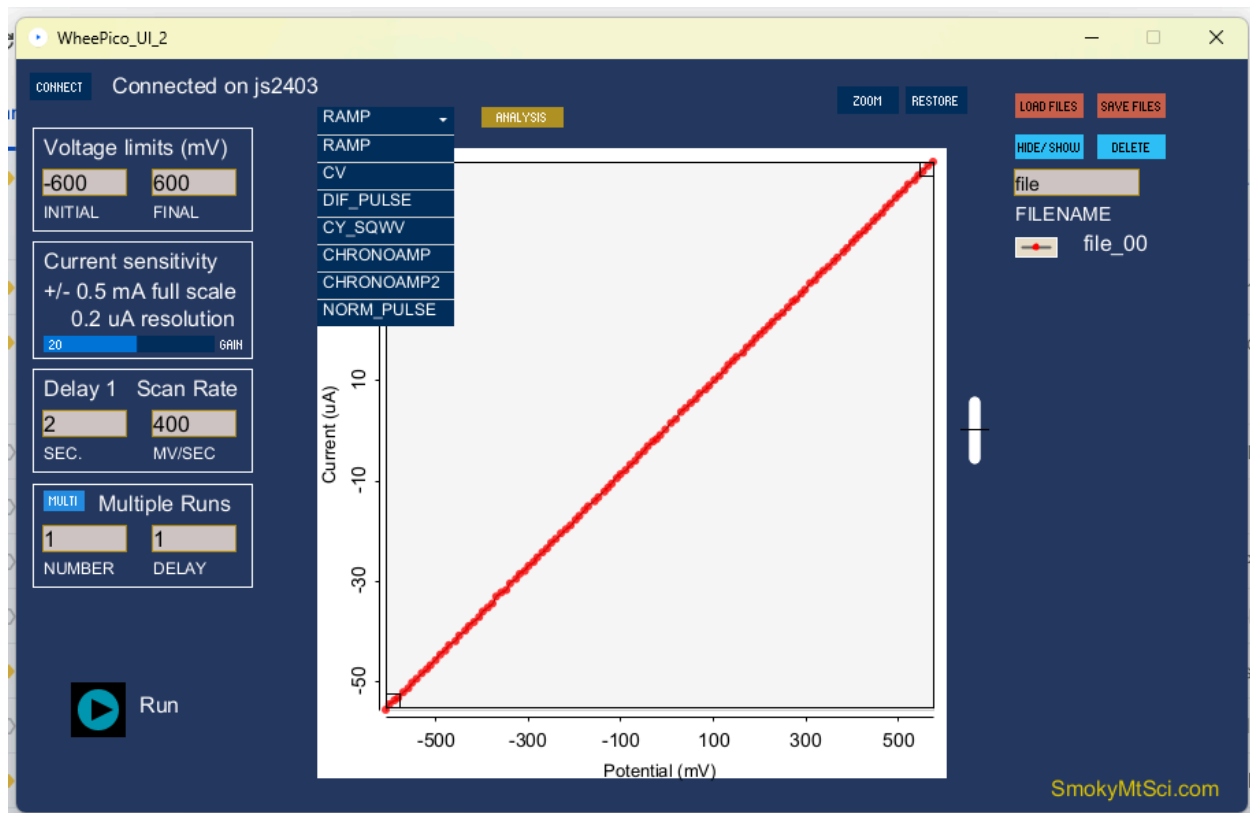 WheePico_UI_2
CONNECT
Connected on js2403
Voltage limits (mV)
-600 600
INITIAL FINAL
Current sensitivity
+/- 0.5 mA full scale
0.2 uA resolution
20 GAIN
Delay 1 Scan Rate
2 400
SEC. MV/SEC
MULTI Multiple Runs
1 1
NUMBER DELAY
Run
RAMP
RAMP
CV
DIF_PULSE
CY_SQWV
CHRONOAMP
CHRONOAMP2
NORM_PULSE
ANALYSIS
ZOOM RESTORE
Current (uA)
10
-10
-30
-50
-500 -300 -100 100 300 500
Potential (mV)
LOAD FILES SAVE FILES
HIDE/SHOW DELETE
file
FILENAME
file_00
SmokyMtSci.com